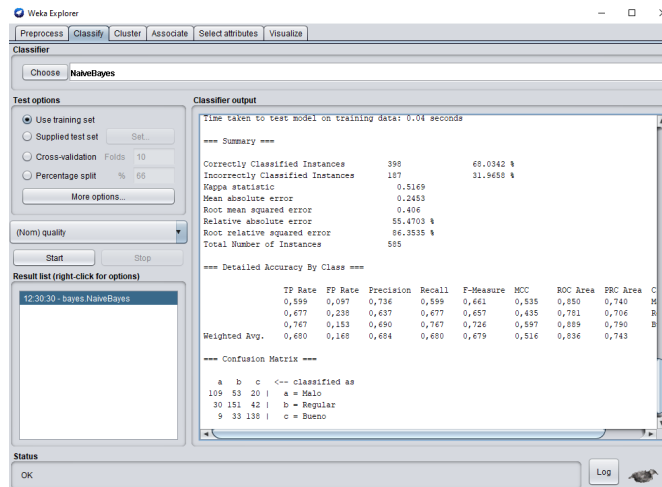 Weka Explorer
Preprocess Classify Cluster Associate Select attributes Visualize
Classifier
Choose NaiveBayes
Test options
Use training set
Supplied test set Set...
Cross-validation Folds 10
Percentage split % 66
More options...
(Nom) quality
Start Stop
Result list (right-click for options)
12:30:30 - bayes.NaiveBayes
Classifier output
Time taken to test model on training data: 0.04 seconds
=== Summary ===
Correctly Classified Instances 398 68.0342 %
Incorrectly Classified Instances 187 31.9658 %
Kappa statistic 0.5169
Mean absolute error 0.2453
Root mean squared error 0.406
Relative absolute error 55.4703 %
Root relative squared error 86.3535 %
Total Number of Instances 585
=== Detailed Accuracy By Class ===
TP Rate FP Rate Precision Recall F-Measure MCC ROC Area PRC Area C
0,599 0,097 0,736 0,599 0,661 0,535 0,850 0,740 M
0,677 0,238 0,637 0,677 0,657 0,435 0,781 0,706 R
0,767 0,153 0,690 0,767 0,726 0,597 0,889 0,790 B
Weighted Avg. 0,680 0,168 0,684 0,680 0,679 0,516 0,836 0,743
=== Confusion Matrix ===
a b c <-- classified as
109 53 20 | a = Malo
30 151 42 | b = Regular
9 33 138 | c = Bueno
Status
OK
Log